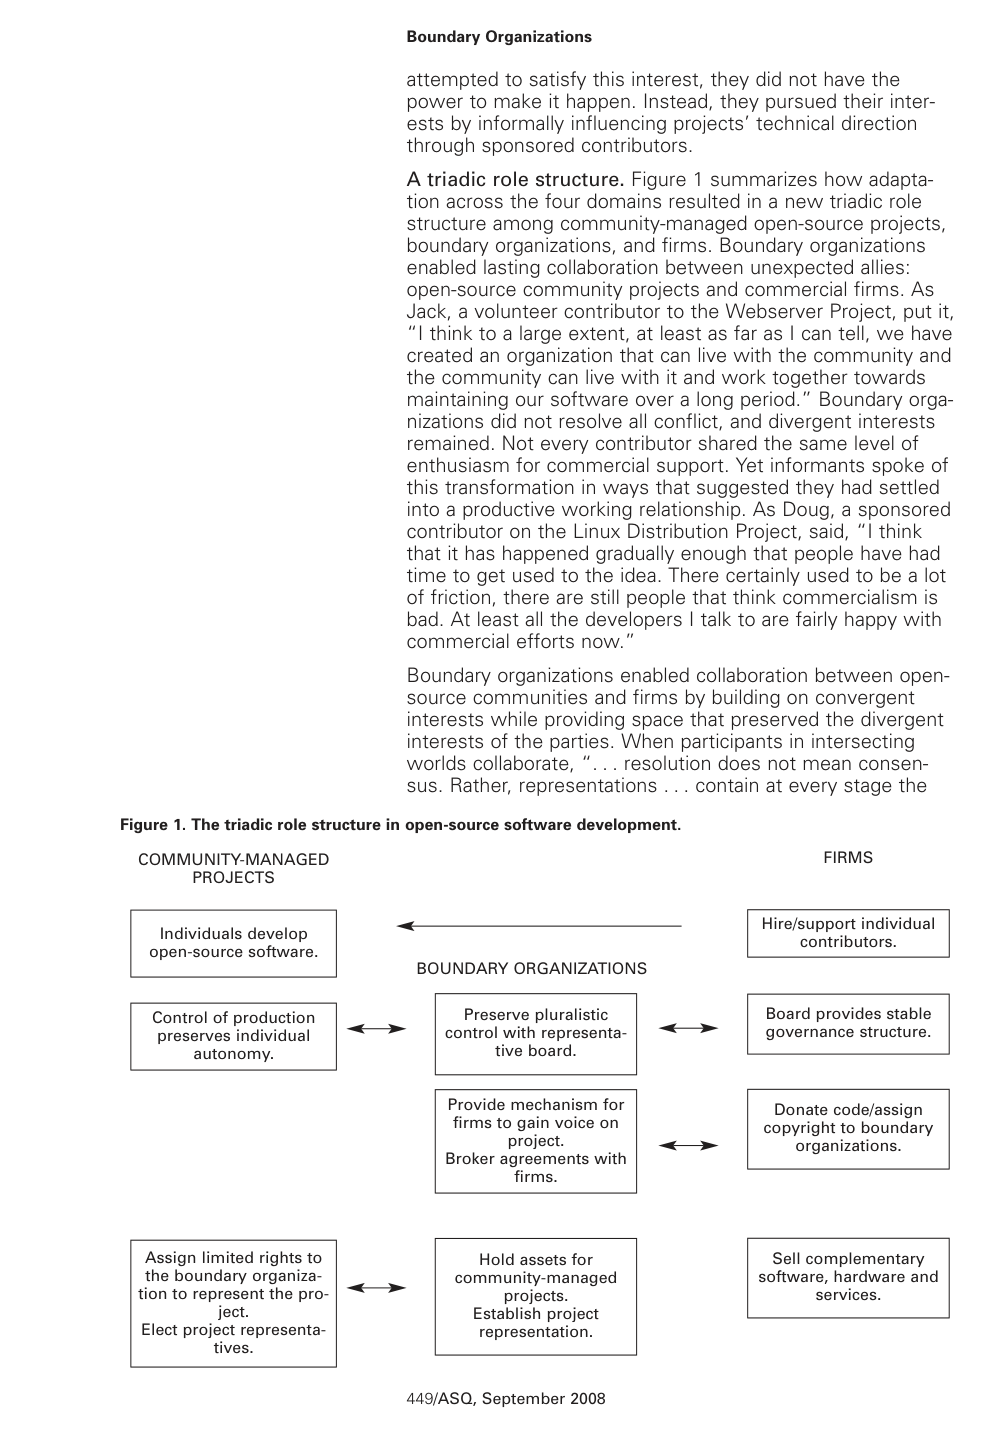 Boundary Organizations
attempted to satisfy this interest, they did not have the
power to make it happen. Instead, they pursued their inter-
ests by informally influencing projects’ technical direction
through sponsored contributors.
A triadic role structure. Figure 1 summarizes how adapta-
tion across the four domains resulted in a new triadic role
structure among community-managed open-source projects,
boundary organizations, and firms. Boundary organizations
enabled lasting collaboration between unexpected allies:
open-source community projects and commercial firms. As
Jack, a volunteer contributor to the Webserver Project, put it,
“I think to a large extent, at least as far as I can tell, we have
created an organization that can live with the community and
the community can live with it and work together towards
maintaining our software over a long period.” Boundary orga-
nizations did not resolve all conflict, and divergent interests
remained. Not every contributor shared the same level of
enthusiasm for commercial support. Yet informants spoke of
this transformation in ways that suggested they had settled
into a productive working relationship. As Doug, a sponsored
contributor on the Linux Distribution Project, said, “I think
that it has happened gradually enough that people have had
time to get used to the idea. There certainly used to be a lot
of friction, there are still people that think commercialism is
bad. At least all the developers I talk to are fairly happy with
commercial efforts now.”
Boundary organizations enabled collaboration between open-
source communities and firms by building on convergent
interests while providing space that preserved the divergent
interests of the parties. When participants in intersecting
worlds collaborate, “. . . resolution does not mean consen-
sus. Rather, representations . . . contain at every stage the
Figure 1. The triadic role structure in open-source software development.
COMMUNITY-MANAGED
PROJECTS
FIRMS
Individuals develop
open-source software.
Hire/support individual
contributors.
BOUNDARY ORGANIZATIONS
Control of production
preserves individual
autonomy.
Preserve pluralistic
control with representa-
tive board.
Board provides stable
governance structure.
Provide mechanism for
firms to gain voice on
project.
Broker agreements with
firms.
Donate code/assign
copyright to boundary
organizations.
Assign limited rights to
the boundary organiza-
tion to represent the pro-
ject.
Elect project representa-
tives.
Hold assets for
community-managed
projects.
Establish project
representation.
Sell complementary
software, hardware and
services.
449/ASQ, September 2008